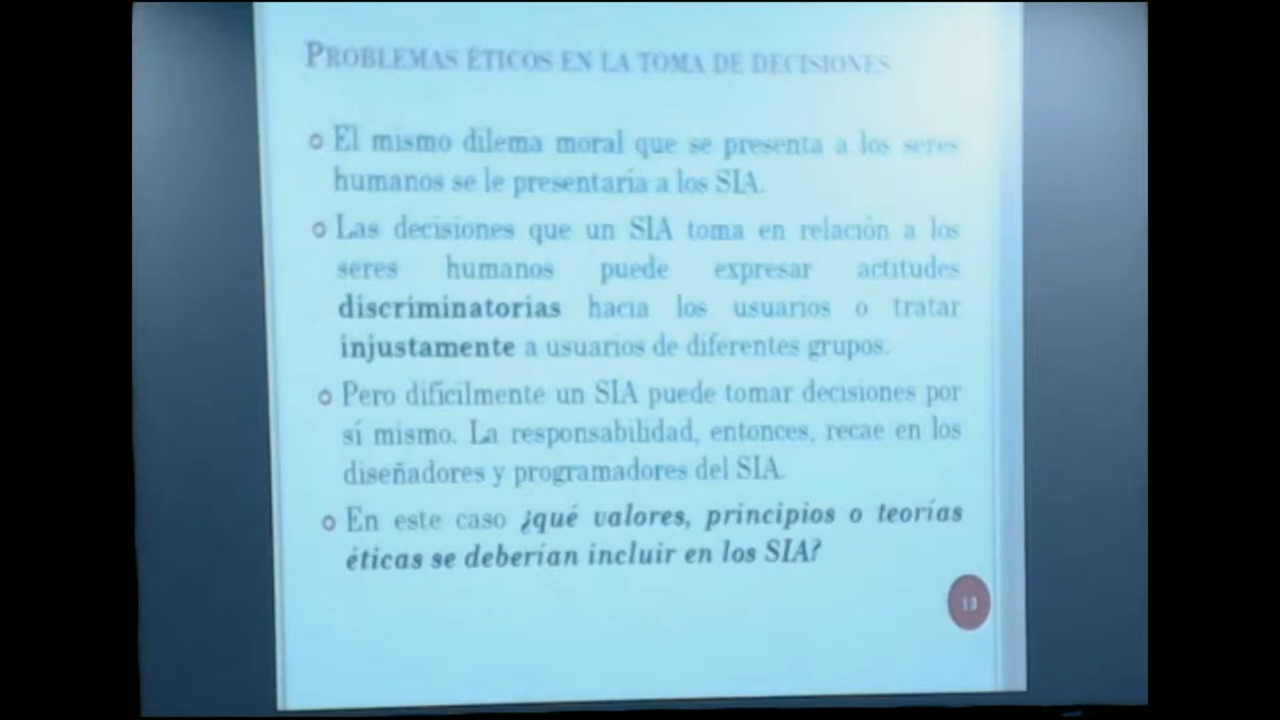 PROBLEMAS ÉTICOS EN LA TOMA DE DECISIONES
El mismo dilema moral que se presenta a los seres
humanos se le presentaría a los SIA.
Las decisiones que un SIA toma en relación a los
seres humanos puede expresar actitudes
discriminatorias hacia los usuarios o tratar
injustamente a usuarios de diferentes grupos.
Pero difícilmente un SIA puede tomar decisiones por
sí mismo. La responsabilidad, entonces, recae en los
diseñadores y programadores del SIA.
En este caso ¿qué valores, principios o teorías
éticas se deberían incluir en los SIA?
13